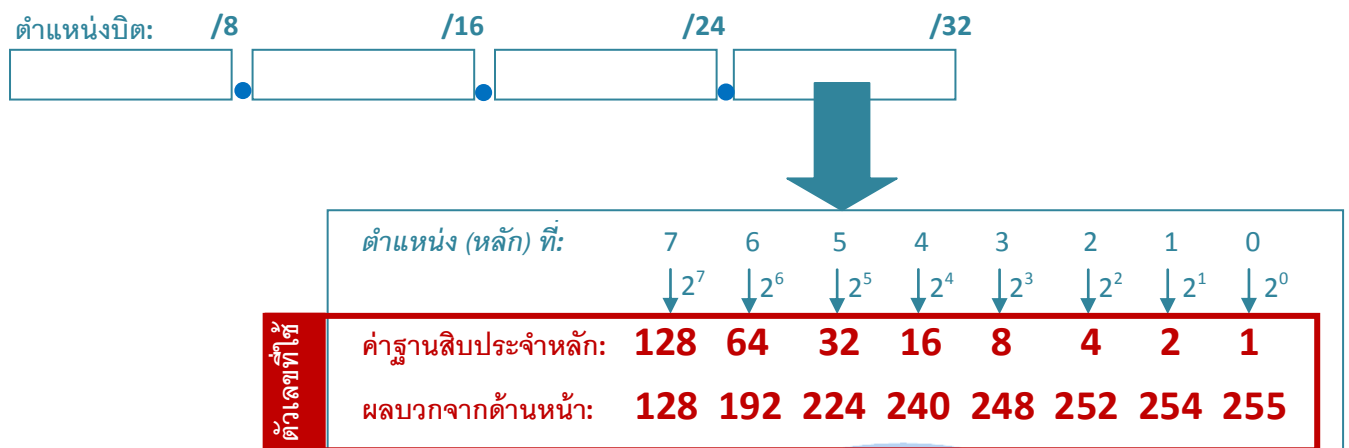 ตำแหน่งบิต: /8 /16 /24 /32
ตำแหน่ง (หลัก) ที่: 7 6 5 4 3 2 1 0
2⁷ 2⁶ 2⁵ 2⁴ 2³ 2² 2¹ 2⁰
ตัวเลขที่ใช้
ค่าฐานสิบประจำหลัก: 128 64 32 16 8 4 2 1
ผลบวกจากด้านหน้า: 128 192 224 240 248 252 254 255